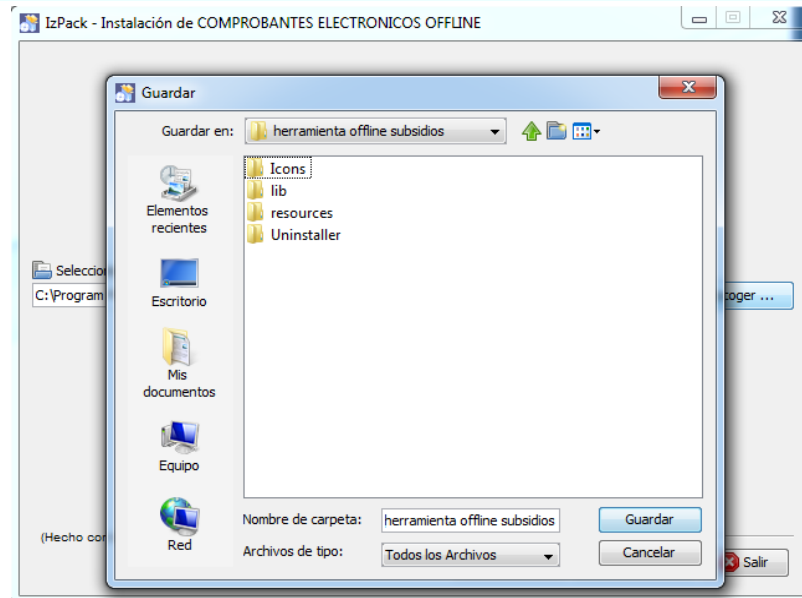 IzPack - Instalación de COMPROBANTES ELECTRONICOS OFFLINE
Guardar
Guardar en: herramienta offline subsidios
Icons
lib
resources
Uninstaller
Elementos
recientes
Escritorio
Mis
documentos
Equipo
Red
C:\Program
Nombre de carpeta: herramienta offline subsidios Guardar
Archivos de tipo: Todos los Archivos Cancelar
(Hecho
Salir